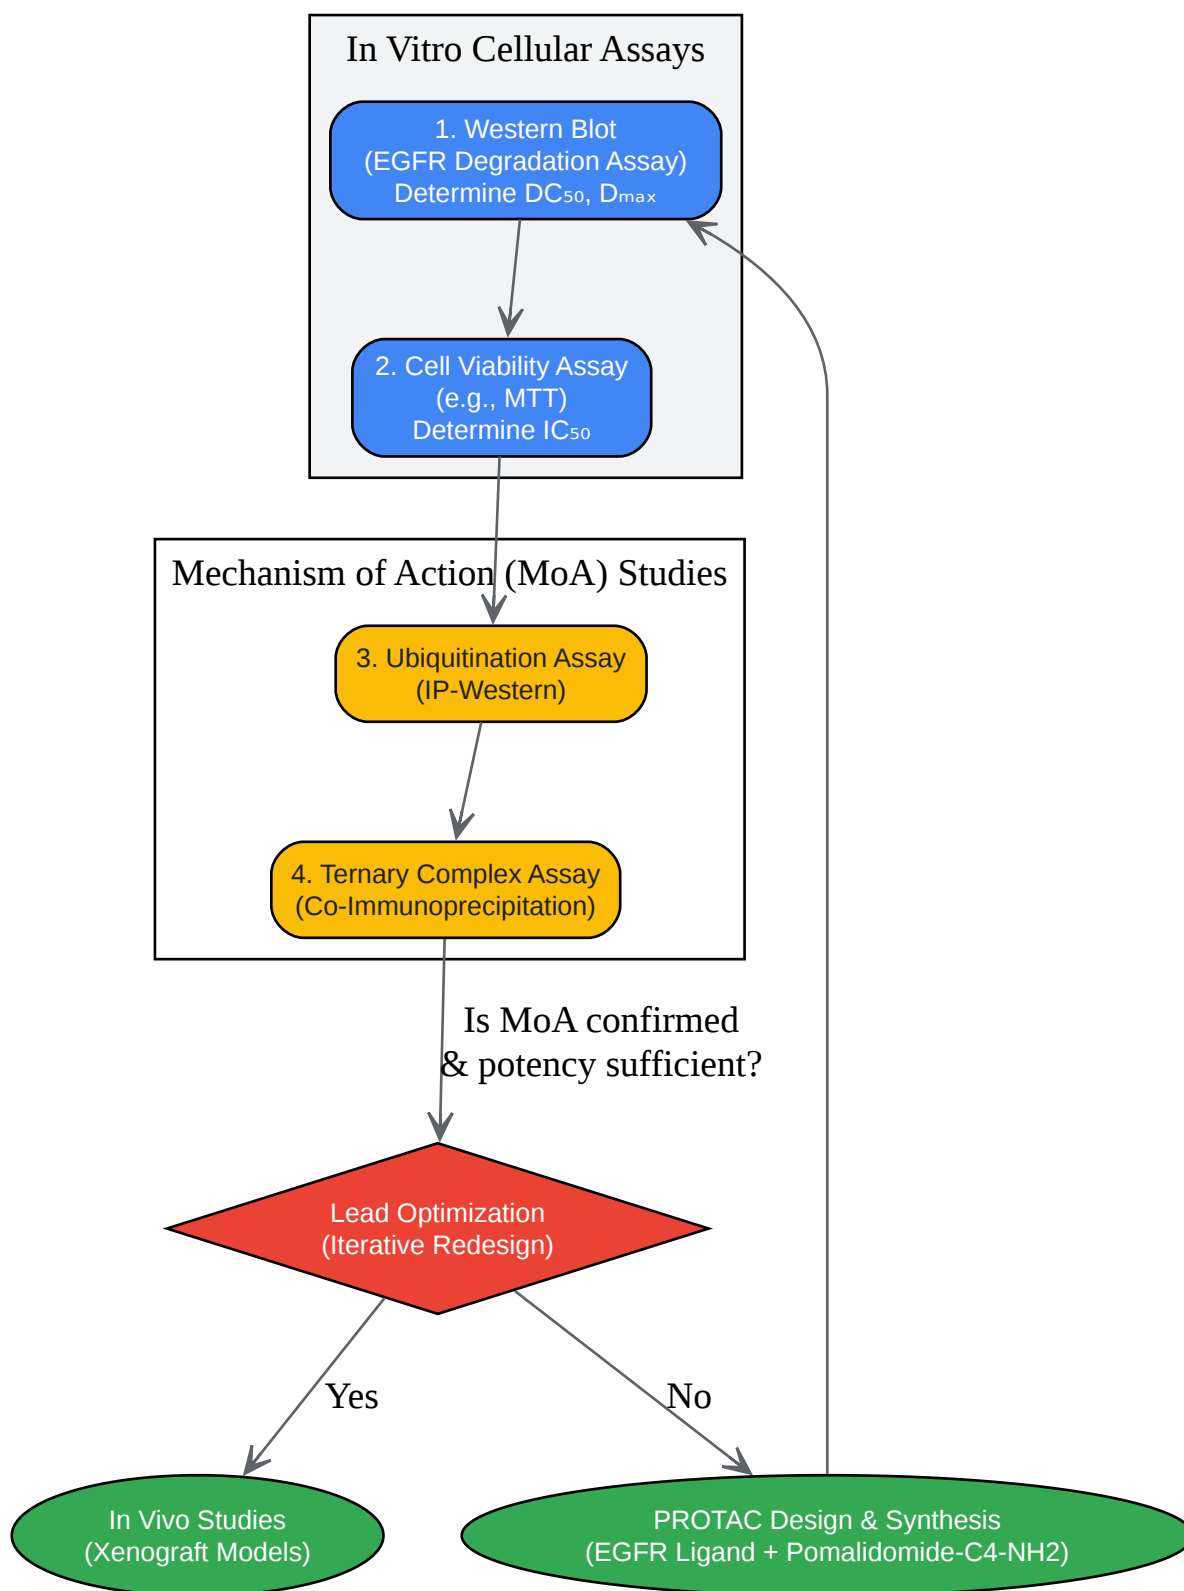 In Vitro Cellular Assays
1. Western Blot
(EGFR Degradation Assay)
Determine DC₅₀, Dₘₐₓ
2. Cell Viability Assay
(e.g., MTT)
Determine IC₅₀
Mechanism of Action (MoA) Studies
3. Ubiquitination Assay
(IP-Western)
4. Ternary Complex Assay
(Co-Immunoprecipitation)
Is MoA confirmed
& potency sufficient?
Lead Optimization
(Iterative Redesign)
Yes
No
In Vivo Studies
(Xenograft Models)
PROTAC Design & Synthesis
(EGFR Ligand + Pomalidomide-C4-NH2)